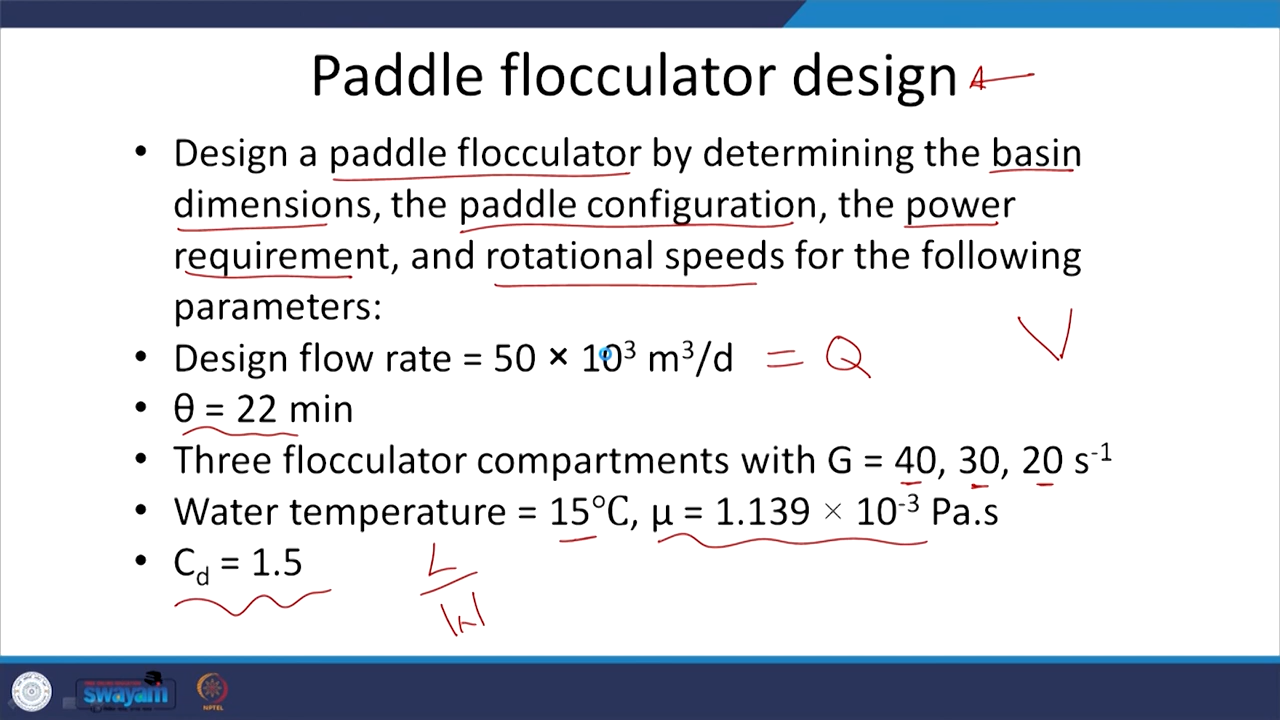 Paddle flocculator design
• Design a paddle flocculator by determining the basin
dimensions, the paddle configuration, the power
requirement, and rotational speeds for the following
parameters:
• Design flow rate = 50 × 10³ m³/d = Q
V
• θ = 22 min
• Three flocculator compartments with G = 40, 30, 20 s⁻¹
• Water temperature = 15°C, μ = 1.139 × 10⁻³ Pa.s
• C_d = 1.5
L
swayam
NPTEL